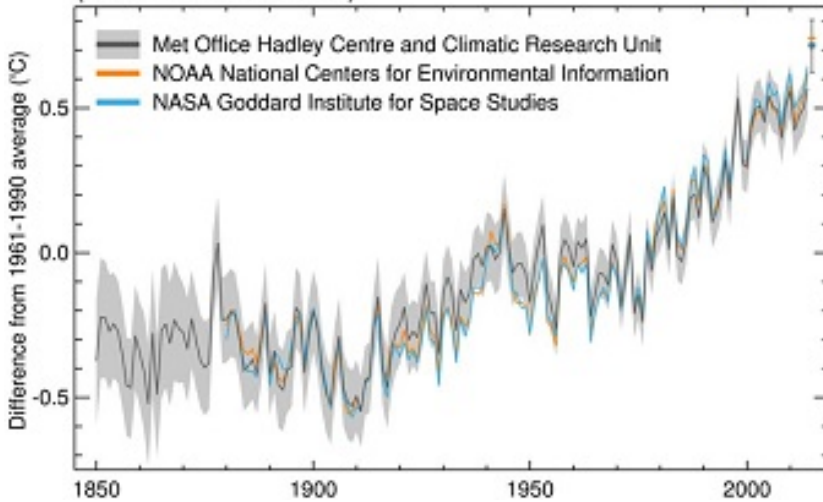 Met Office Hadley Centre and Climatic Research Unit
NOAA National Centers for Environmental Information
NASA Goddard Institute for Space Studies
Difference from 1961-1990 average (°C)
0.5
0.0
-0.5
1850
1900
1950
2000